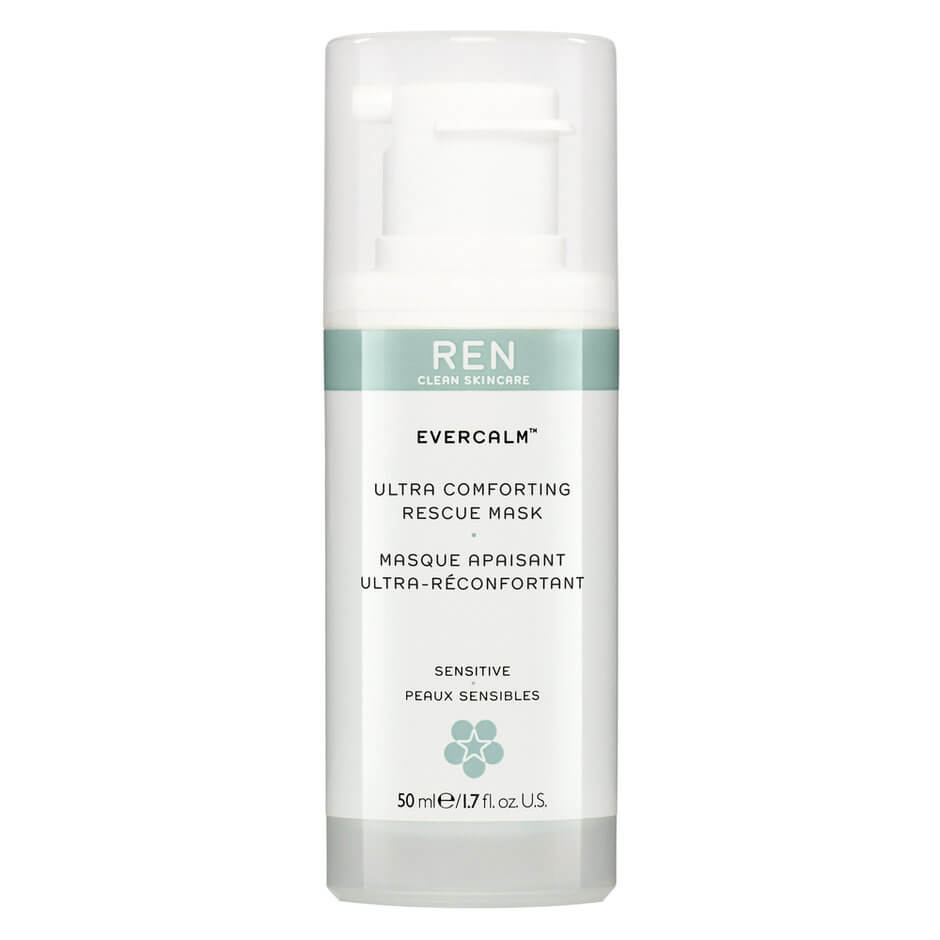 REN
CLEAN SKINCARE
EVERCALM™
ULTRA COMFORTING
RESCUE MASK
MASQUE APAISANT
ULTRA-RÉCONFORTANT
SENSITIVE
PEAUX SENSIBLES
50 ml℮/1.7 fl. oz. U.S.